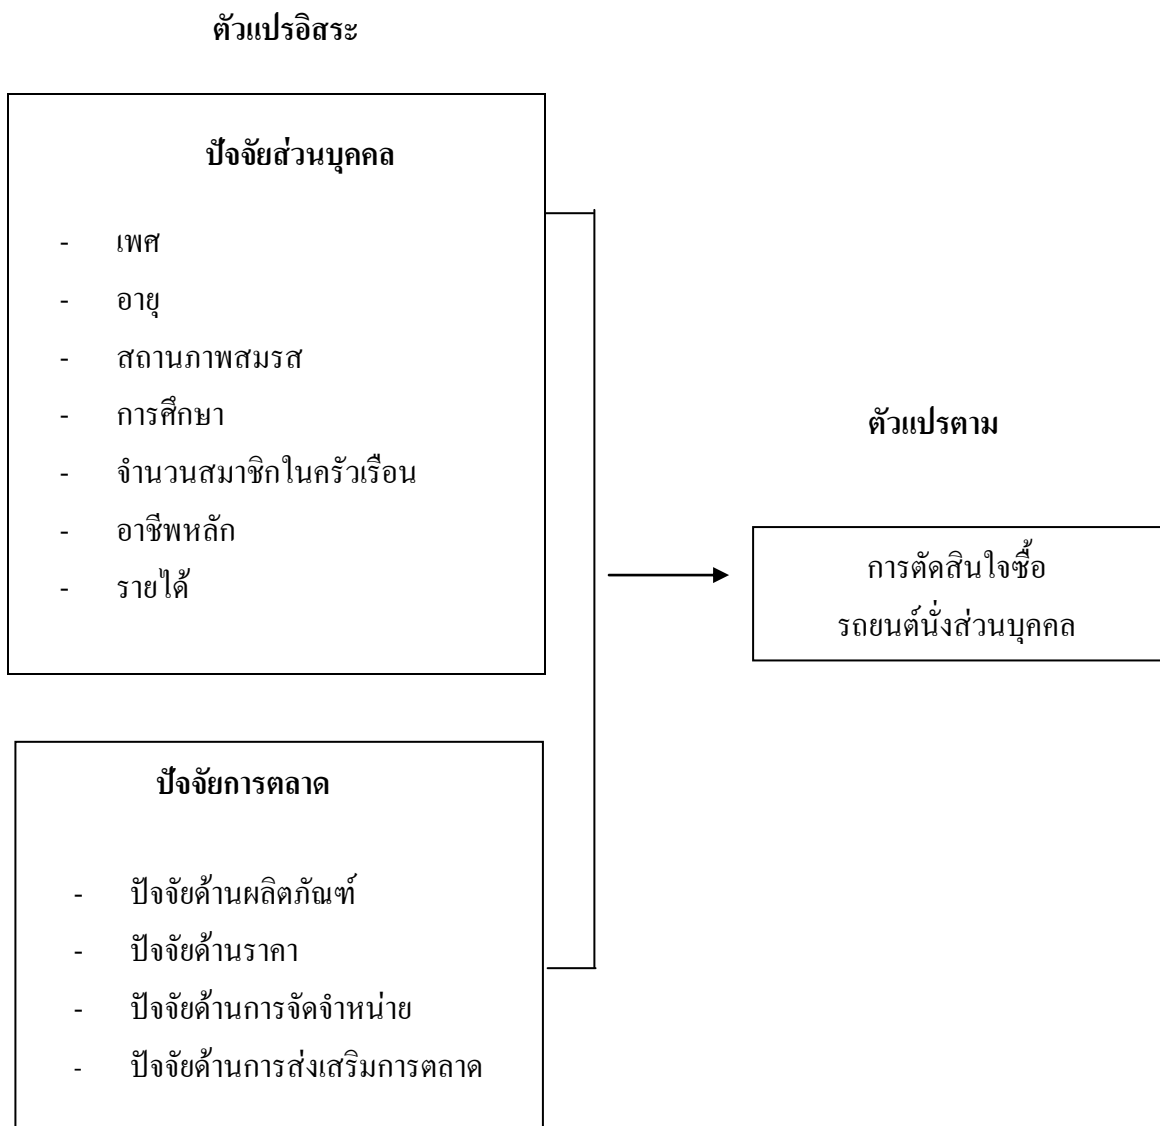 ตัวแปรอิสระ
ปัจจัยส่วนบุคคล
- เพศ
- อายุ
- สถานภาพสมรส
- การศึกษา
- จำนวนสมาชิกในครัวเรือน
- อาชีพหลัก
- รายได้
ปัจจัยการตลาด
- ปัจจัยด้านผลิตภัณฑ์
- ปัจจัยด้านราคา
- ปัจจัยด้านการจัดจำหน่าย
- ปัจจัยด้านการส่งเสริมการตลาด
ตัวแปรตาม
การตัดสินใจซื้อ
รถยนต์นั่งส่วนบุคคล